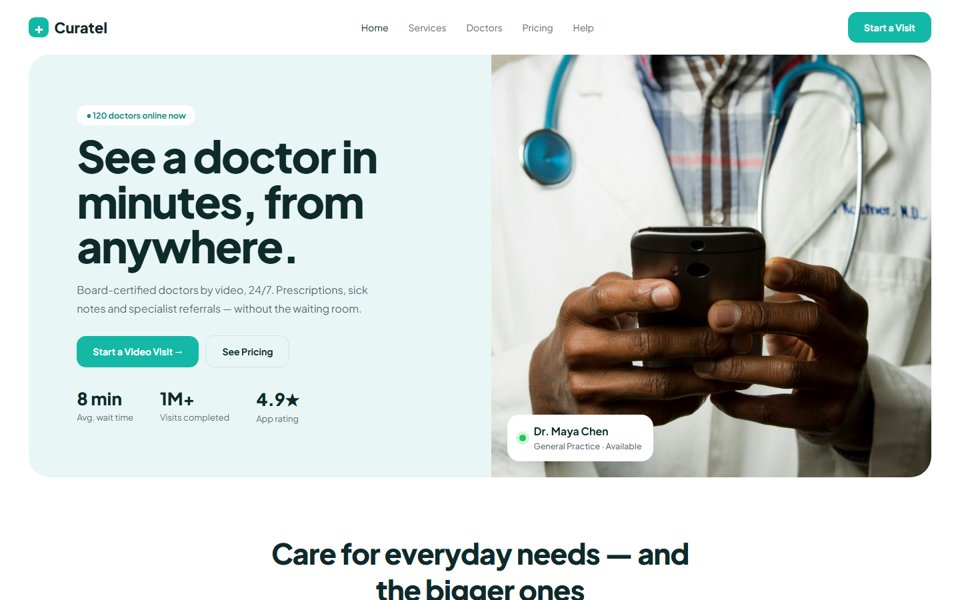 + Curatel
Home Services Doctors Pricing Help
Start a Visit
120 doctors online now
See a doctor in
minutes, from
anywhere.
Board-certified doctors by video, 24/7. Prescriptions, sick
notes and specialist referrals — without the waiting room.
Start a Video Visit →
See Pricing
8 min
Avg. wait time
1M+
Visits completed
4.9★
App rating
Dr. Maya Chen
General Practice · Available
Care for everyday needs — and
the bigger ones